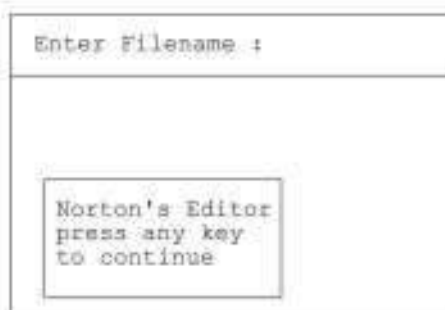 Enter Filename :
Norton's Editor
press any key
to continue